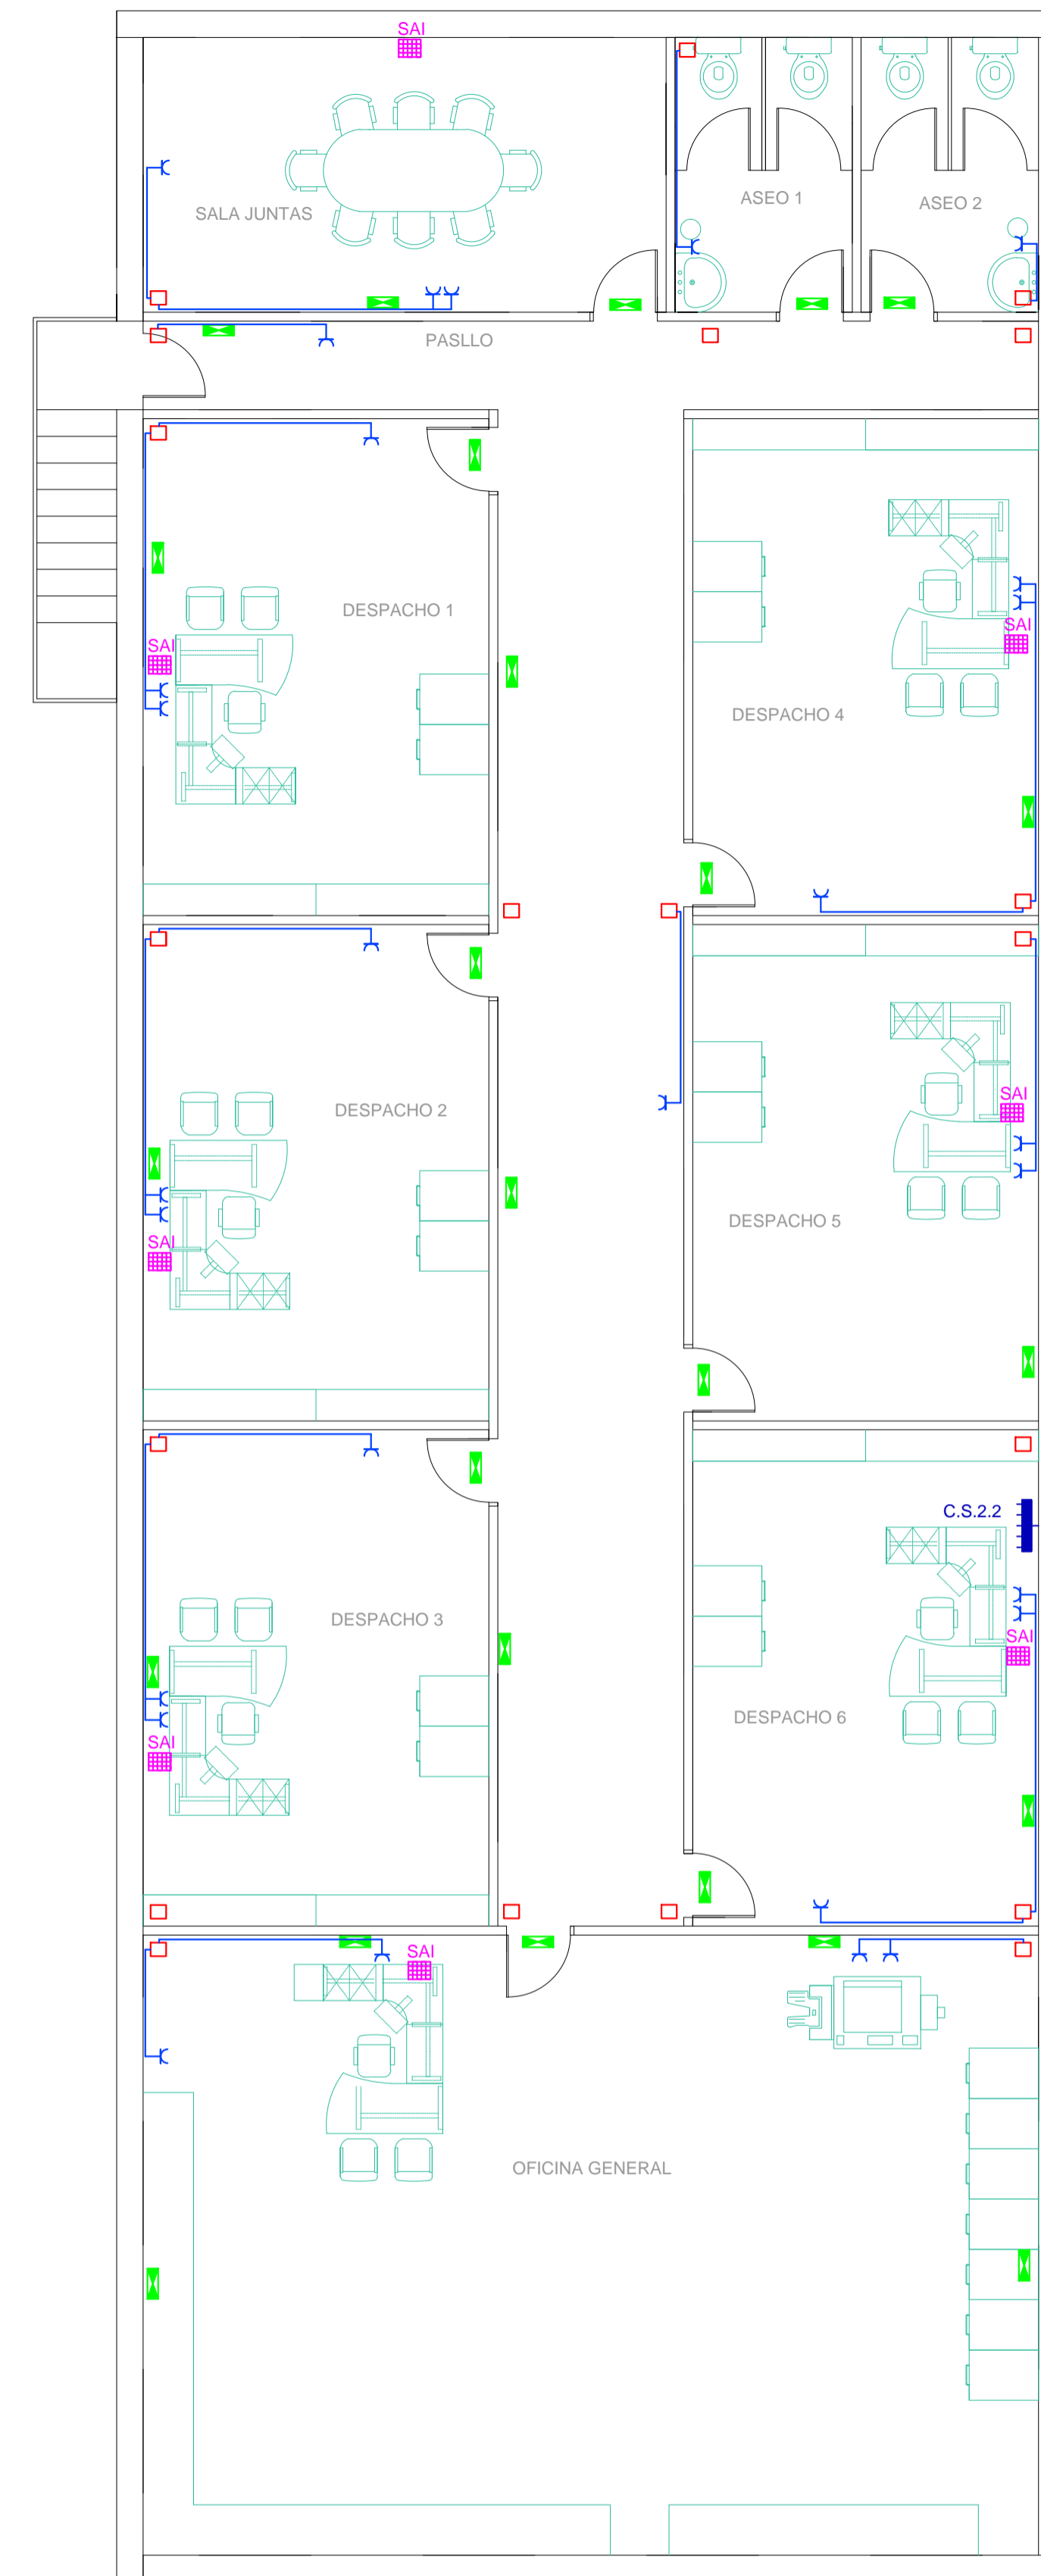 SAI
SALA JUNTAS
ASEO 1
ASEO 2
PASLLO
DESPACHO 1
SAI
SAI
DESPACHO 4
DESPACHO 2
SAI
SAI
DESPACHO 5
C.S.2.2
DESPACHO 3
SAI
SAI
DESPACHO 6
SAI
OFICINA GENERAL